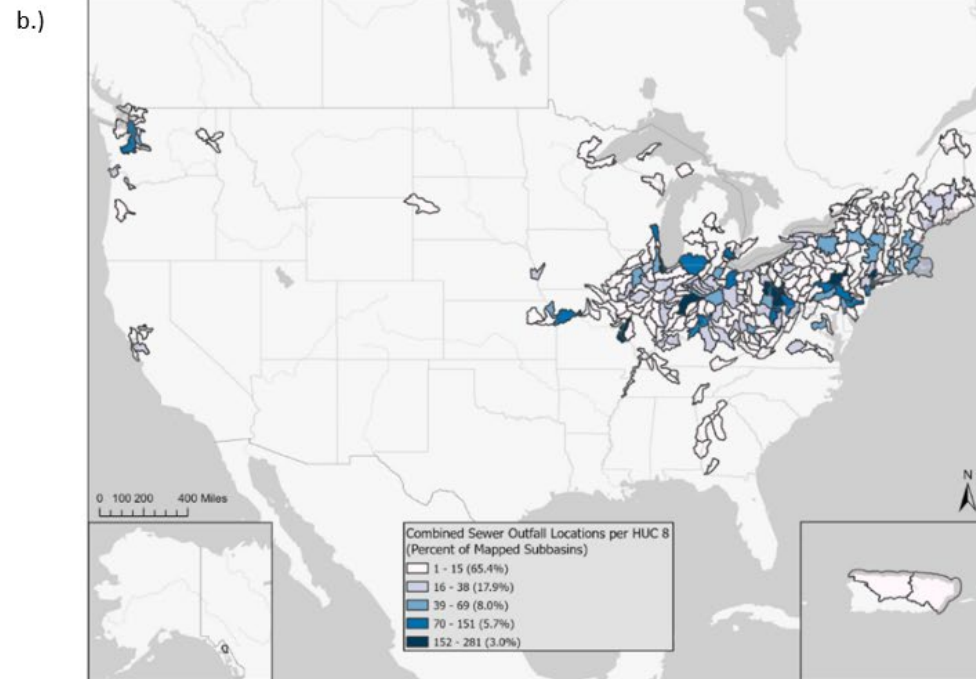 b.)
N
0 100 200 400 Miles
Combined Sewer Outfall Locations per HUC 8
(Percent of Mapped Subbasins)
1 - 15 (65.4%)
16 - 38 (17.9%)
39 - 69 (8.0%)
70 - 151 (5.7%)
152 - 281 (3.0%)